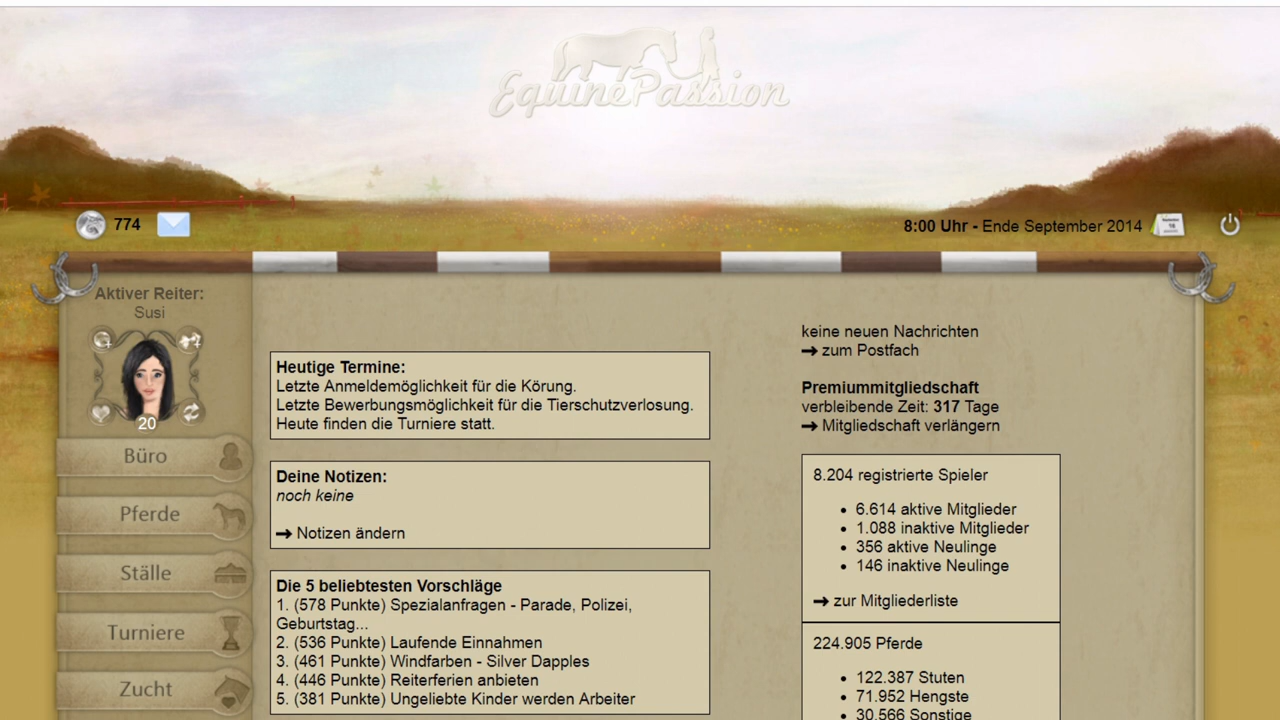 EquinePassion
774
8:00 Uhr - Ende September 2014
Aktiver Reiter:
Susi
20
Büro
Pferde
Ställe
Turniere
Zucht
Heutige Termine:
Letzte Anmeldemöglichkeit für die Körung.
Letzte Bewerbungsmöglichkeit für die Tierschutzverlosung.
Heute finden die Turniere statt.
Deine Notizen:
noch keine
➞ Notizen ändern
Die 5 beliebtesten Vorschläge
1. (578 Punkte) Spezialanfragen - Parade, Polizei,
Geburtstag...
2. (536 Punkte) Laufende Einnahmen
3. (461 Punkte) Windfarben - Silver Dapples
4. (446 Punkte) Reiterferien anbieten
5. (381 Punkte) Ungeliebte Kinder werden Arbeiter
keine neuen Nachrichten
➞ zum Postfach
Premiummitgliedschaft
verbleibende Zeit: 317 Tage
➞ Mitgliedschaft verlängern
8.204 registrierte Spieler
• 6.614 aktive Mitglieder
• 1.088 inaktive Mitglieder
• 356 aktive Neulinge
• 146 inaktive Neulinge
➞ zur Mitgliederliste
224.905 Pferde
• 122.387 Stuten
• 71.952 Hengste
• 30.566 Sonstige